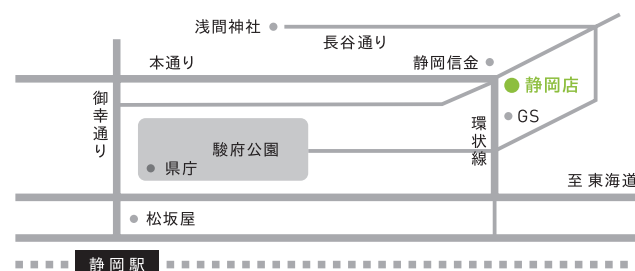 浅間神社
長谷通り
本通り
静岡信金
静岡店
御幸通り
GS
環状線
駿府公園
県庁
至 東海道
松坂屋
静岡駅